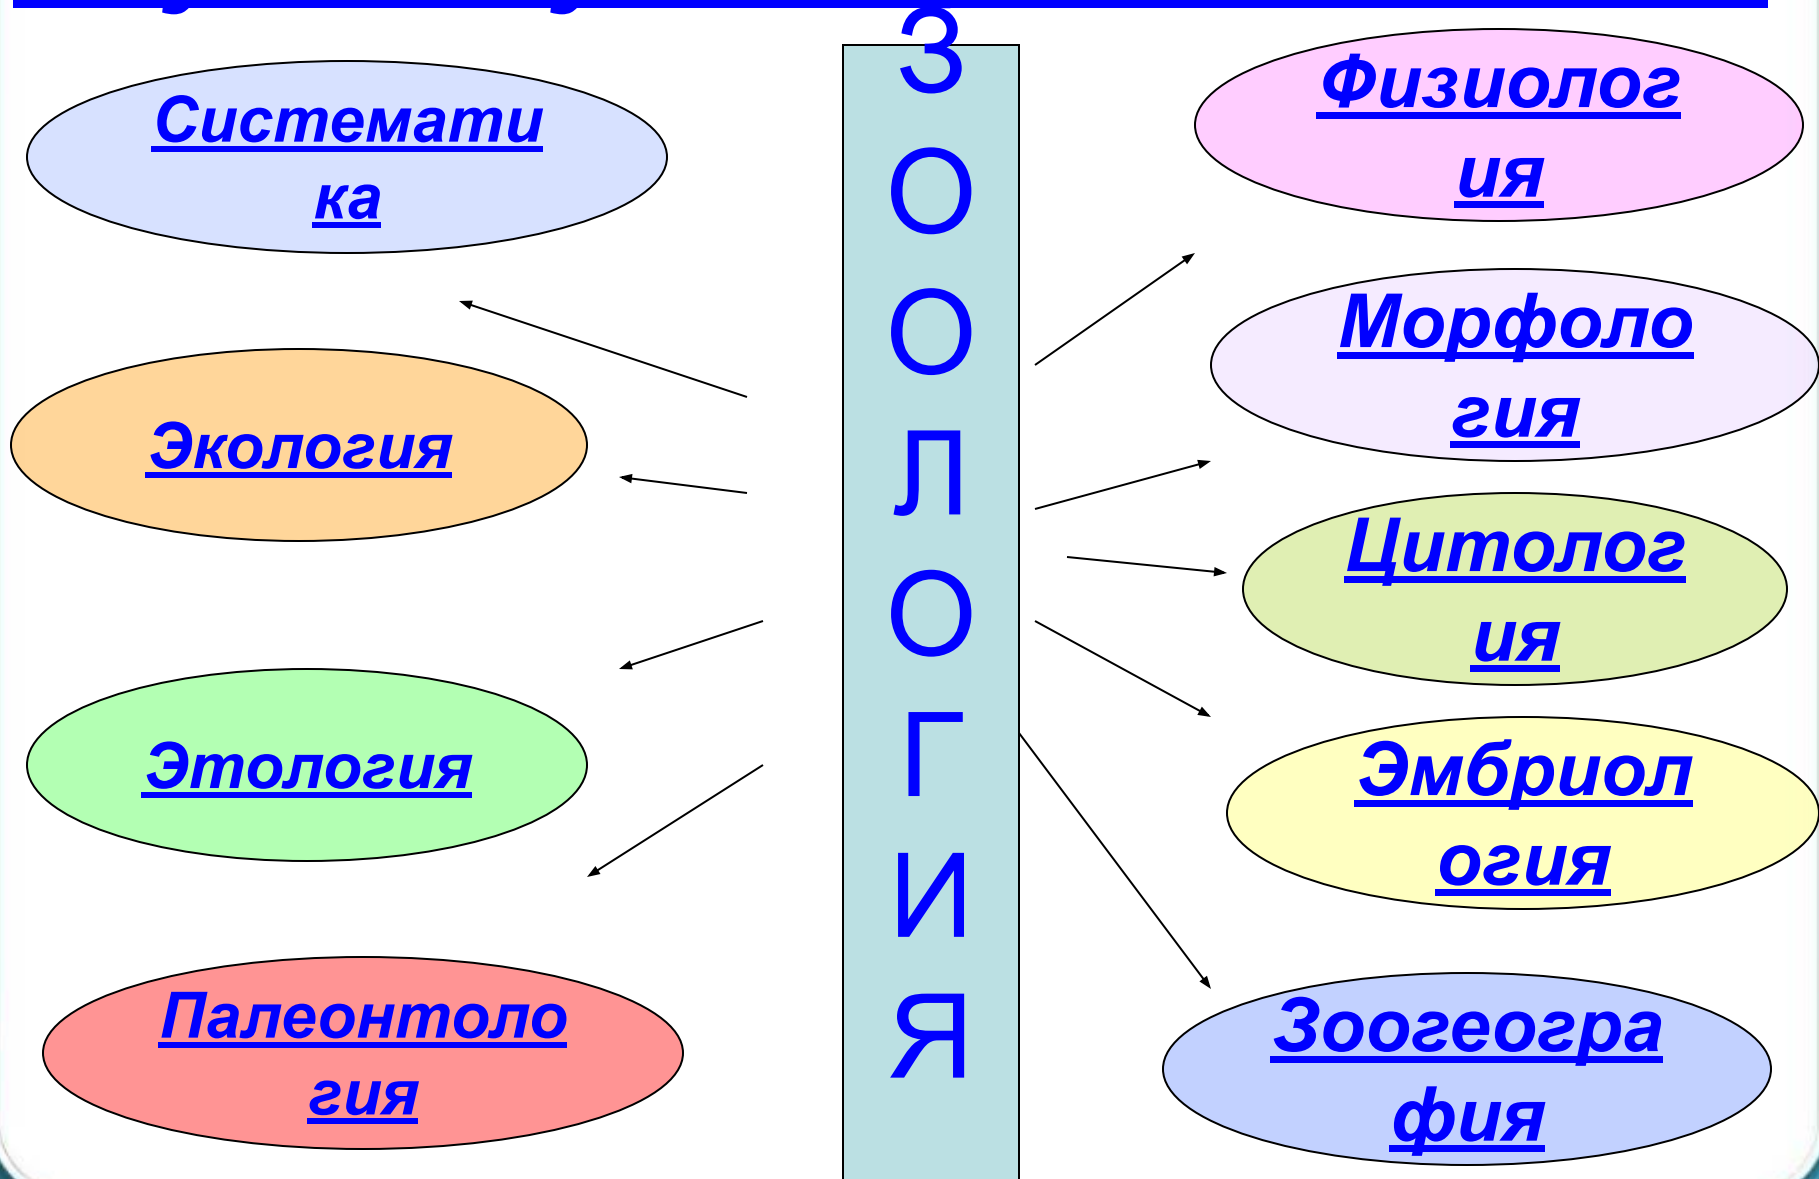 Системати
ка
Экология
Этология
Палеонтоло
гия
З
О
О
Л
О
Г
И
Я
Физиолог
ия
Морфоло
гия
Цитолог
ия
Эмбриол
огия
Зоогеогра
фия